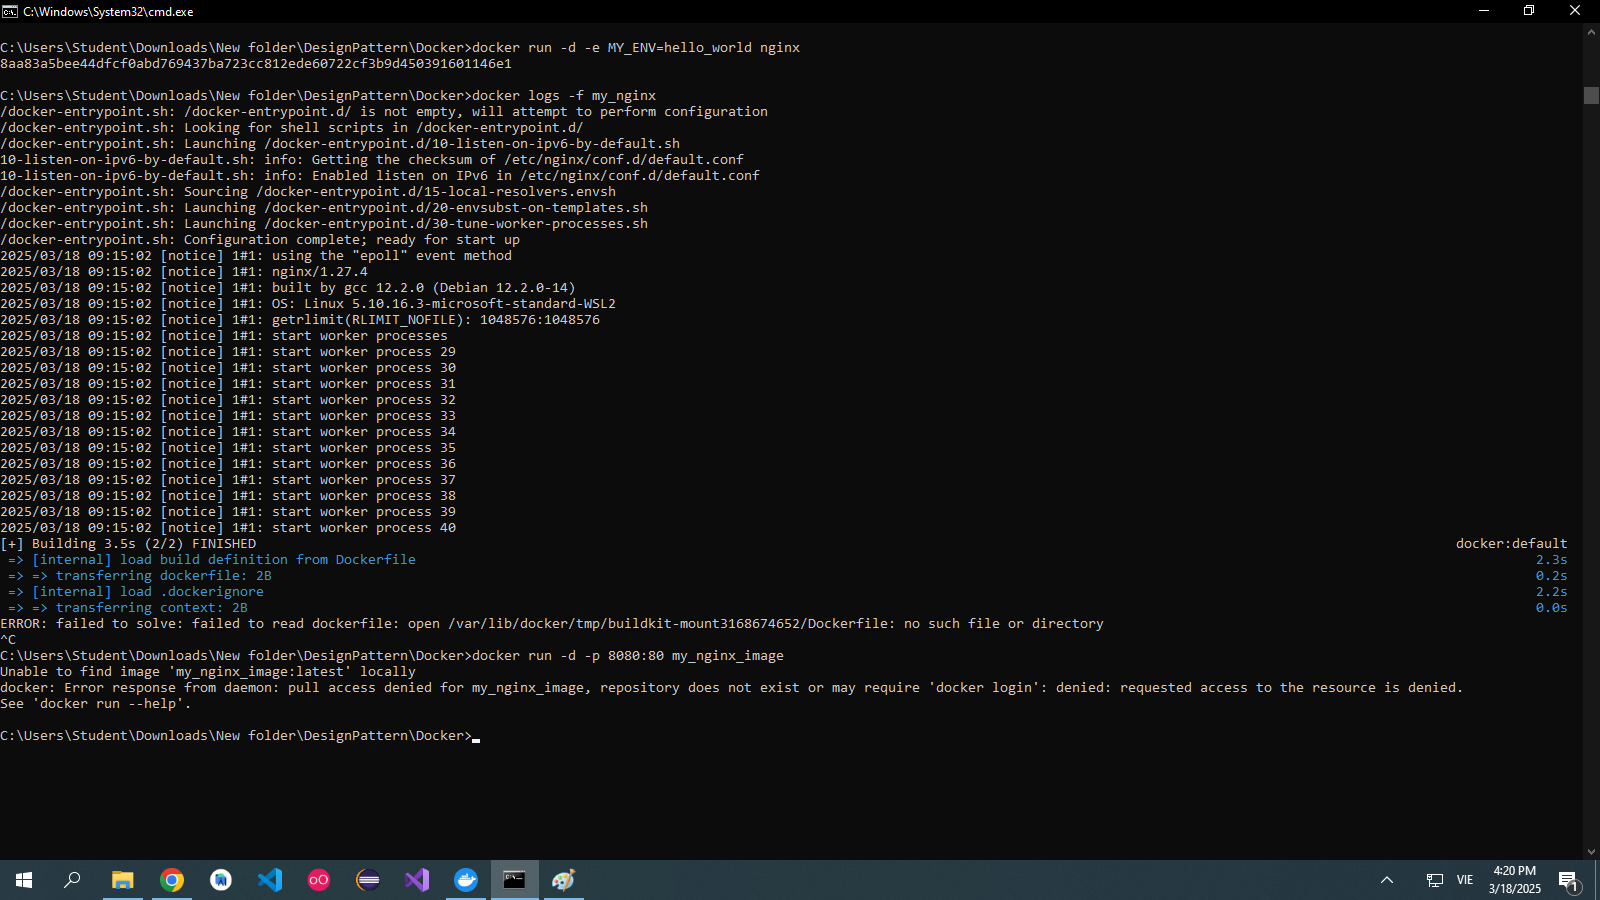 C:\Windows\System32\cmd.exe
C:\Users\Student\Downloads\New folder\DesignPattern\Docker>docker run -d -e MY_ENV=hello_world nginx
8aa83a5bee44dfcf0abd769437ba723cc812ede60722cf3b9d450391601146e1
C:\Users\Student\Downloads\New folder\DesignPattern\Docker>docker logs -f my_nginx
/docker-entrypoint.sh: /docker-entrypoint.d/ is not empty, will attempt to perform configuration
/docker-entrypoint.sh: Looking for shell scripts in /docker-entrypoint.d/
/docker-entrypoint.sh: Launching /docker-entrypoint.d/10-listen-on-ipv6-by-default.sh
10-listen-on-ipv6-by-default.sh: info: Getting the checksum of /etc/nginx/conf.d/default.conf
10-listen-on-ipv6-by-default.sh: info: Enabled listen on IPv6 in /etc/nginx/conf.d/default.conf
/docker-entrypoint.sh: Sourcing /docker-entrypoint.d/15-local-resolvers.envsh
/docker-entrypoint.sh: Launching /docker-entrypoint.d/20-envsubst-on-templates.sh
/docker-entrypoint.sh: Launching /docker-entrypoint.d/30-tune-worker-processes.sh
/docker-entrypoint.sh: Configuration complete; ready for start up
2025/03/18 09:15:02 [notice] 1#1: using the "epoll" event method
2025/03/18 09:15:02 [notice] 1#1: nginx/1.27.4
2025/03/18 09:15:02 [notice] 1#1: built by gcc 12.2.0 (Debian 12.2.0-14)
2025/03/18 09:15:02 [notice] 1#1: OS: Linux 5.10.16.3-microsoft-standard-WSL2
2025/03/18 09:15:02 [notice] 1#1: getrlimit(RLIMIT_NOFILE): 1048576:1048576
2025/03/18 09:15:02 [notice] 1#1: start worker processes
2025/03/18 09:15:02 [notice] 1#1: start worker process 29
2025/03/18 09:15:02 [notice] 1#1: start worker process 30
2025/03/18 09:15:02 [notice] 1#1: start worker process 31
2025/03/18 09:15:02 [notice] 1#1: start worker process 32
2025/03/18 09:15:02 [notice] 1#1: start worker process 33
2025/03/18 09:15:02 [notice] 1#1: start worker process 34
2025/03/18 09:15:02 [notice] 1#1: start worker process 35
2025/03/18 09:15:02 [notice] 1#1: start worker process 36
2025/03/18 09:15:02 [notice] 1#1: start worker process 37
2025/03/18 09:15:02 [notice] 1#1: start worker process 38
2025/03/18 09:15:02 [notice] 1#1: start worker process 39
2025/03/18 09:15:02 [notice] 1#1: start worker process 40
[+] Building 3.5s (2/2) FINISHED docker:default
=> [internal] load build definition from Dockerfile 2.3s
=> => transferring dockerfile: 2B 0.2s
=> [internal] load .dockerignore 2.2s
=> => transferring context: 2B 0.0s
ERROR: failed to solve: failed to read dockerfile: open /var/lib/docker/tmp/buildkit-mount3168674652/Dockerfile: no such file or directory
^C
C:\Users\Student\Downloads\New folder\DesignPattern\Docker>docker run -d -p 8080:80 my_nginx_image
Unable to find image 'my_nginx_image:latest' locally
docker: Error response from daemon: pull access denied for my_nginx_image, repository does not exist or may require 'docker login': denied: requested access to the resource is denied.
See 'docker run --help'.
C:\Users\Student\Downloads\New folder\DesignPattern\Docker>
VIE
4:20 PM
3/18/2025
1